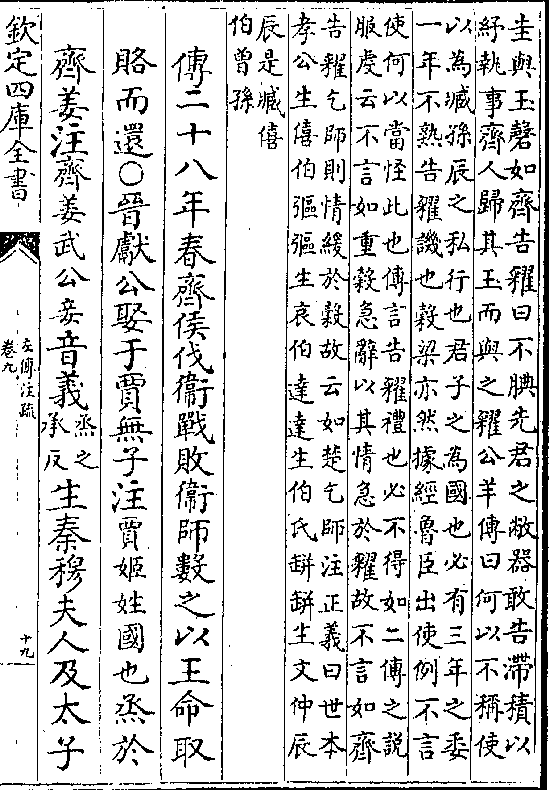 圭與玉磬如齊告糴曰不腆先君之敝器敢告滯積以
紓執事齊人歸其玉而與之糴公羊傳曰何以不稱使
以為臧孫辰之私行也君子之為國也必有三年之委
一年不熟告糴譏也穀梁亦然據經魯臣出使例不言
使何以當怪此也傳言告糴禮也必不得如二傳之說
服虔云不言如重穀急辭以其情急於糴故不言如齊
告糴乞師則情緩於穀故云如楚乞師注正義曰世本
孝公生僖伯彄彄生哀伯達達生伯氏缾缾生文仲辰
辰是臧僖
伯曾孫
傳二十八年春齊侯伐衞戰敗衞師數之以王命取
賂而還○晉獻公娶于賈無子注賈姬姓國也烝於
齊姜注齊姜武公妾音義烝之
承反
生秦穆夫人及太子
欽定四庫全書
左傳注疏
卷九
十九